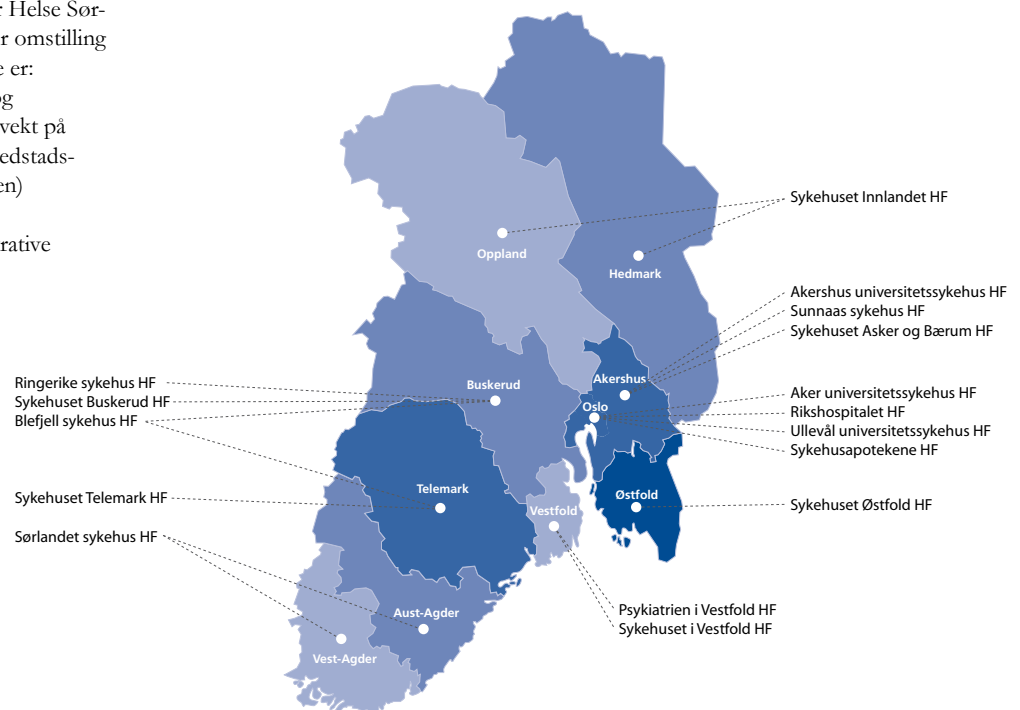 r Helse Sør-
r omstilling
e er:
og
vekt på
edstads-
en)
rative
Sykehuset Innlandet HF
Oppland
Hedmark
Akershus universitetssykehus HF
Sunnaas sykehus HF
Sykehuset Asker og Bærum HF
Ringerike sykehus HF
Sykehuset Buskerud HF
Blefjell sykehus HF
Buskerud
Akershus
Oslo
Aker universitetssykehus HF
Rikshospitalet HF
Ullevål universitetssykehus HF
Sykehusapotekene HF
Sykehuset Telemark HF
Telemark
Vestfold
Østfold
Sykehuset Østfold HF
Sørlandet sykehus HF
Aust-Agder
Vest-Agder
Psykiatrien i Vestfold HF
Sykehuset i Vestfold HF